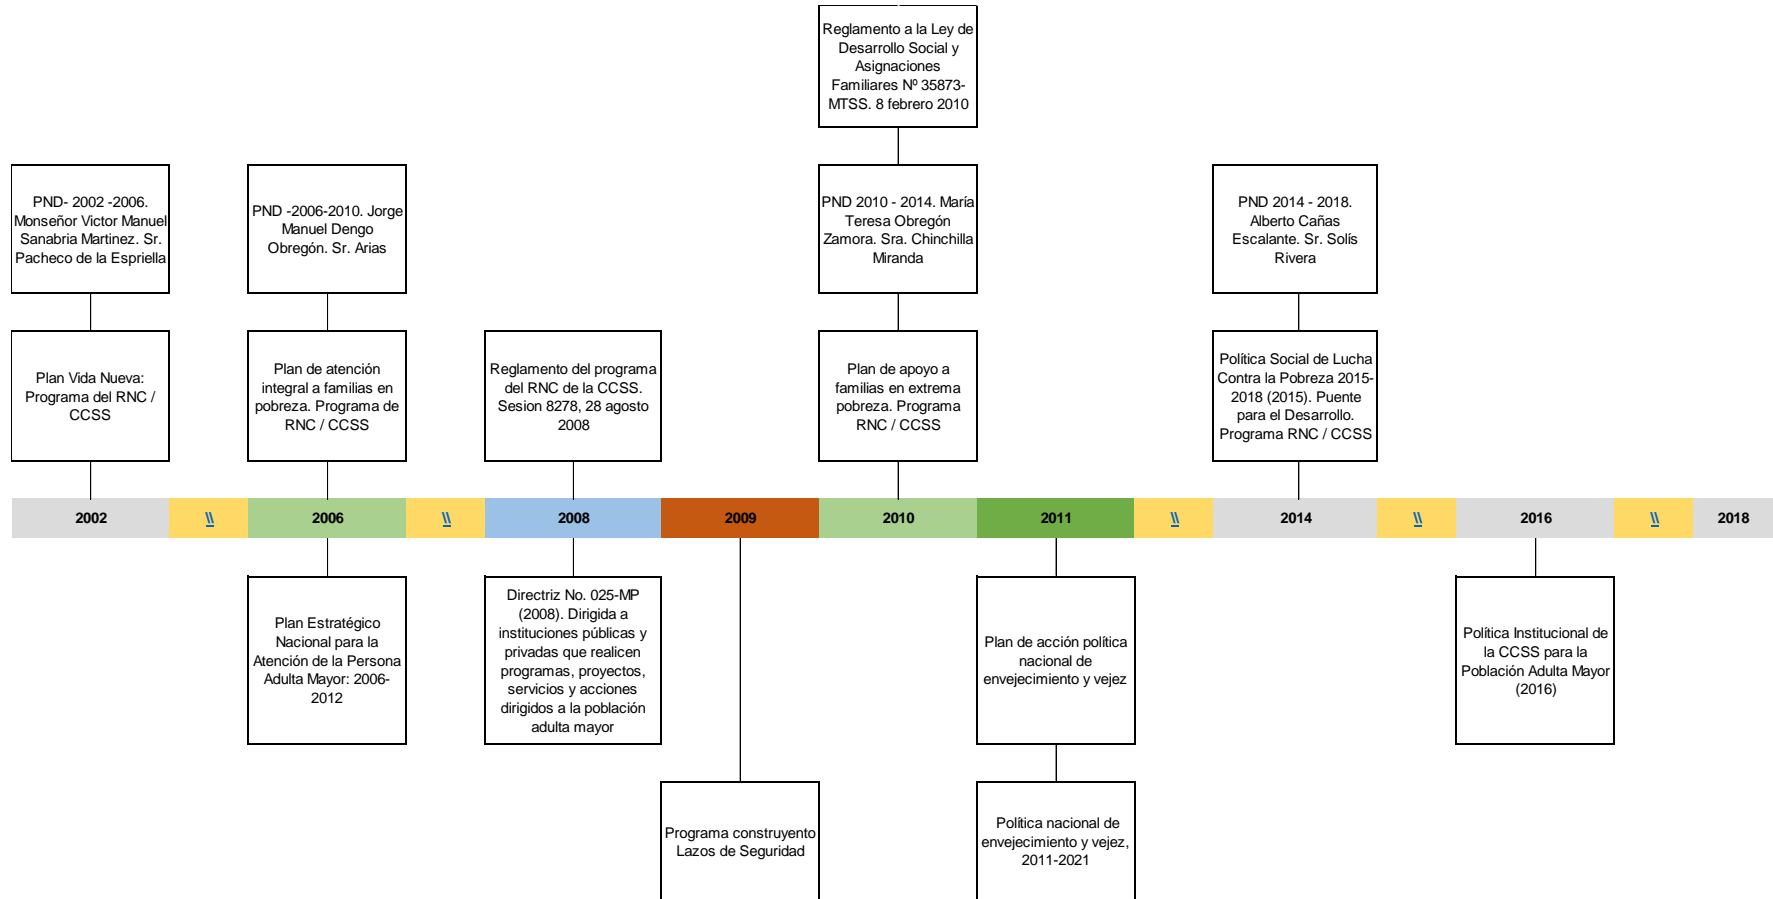 Reglamento a la Ley de
Desarrollo Social y
Asignaciones
Familiares Nº 35873-
MTSS. 8 febrero 2010
PND- 2002 -2006.
Monseñor Victor Manuel
Sanabria Martinez. Sr.
Pacheco de la Espriella
PND -2006-2010. Jorge
Manuel Dengo
Obregón. Sr. Arias
PND 2010 - 2014. María
Teresa Obregón
Zamora. Sra. Chinchilla
Miranda
PND 2014 - 2018.
Alberto Cañas
Escalante. Sr. Solís
Rivera
Plan Vida Nueva:
Programa del RNC /
CCSS
Plan de atención
integral a familias en
pobreza. Programa de
RNC / CCSS
Reglamento del programa
del RNC de la CCSS.
Sesion 8278, 28 agosto
2008
Plan de apoyo a
familias en extrema
pobreza. Programa
RNC / CCSS
Política Social de Lucha
Contra la Pobreza 2015-
2018 (2015). Puente
para el Desarrollo.
Programa RNC / CCSS
2002 \\ 2006 \\ 2008 2009 2010 2011 \\ 2014 \\ 2016 \\ 2018
Plan Estratégico
Nacional para la
Atención de la Persona
Adulta Mayor: 2006-
2012
Directriz No. 025-MP
(2008). Dirigida a
instituciones públicas y
privadas que realicen
programas, proyectos,
servicios y acciones
dirigidos a la población
adulta mayor
Plan de acción política
nacional de
envejecimiento y vejez
Política Institucional de
la CCSS para la
Población Adulta Mayor
(2016)
Programa construyento
Lazos de Seguridad
Política nacional de
envejecimiento y vejez,
2011-2021